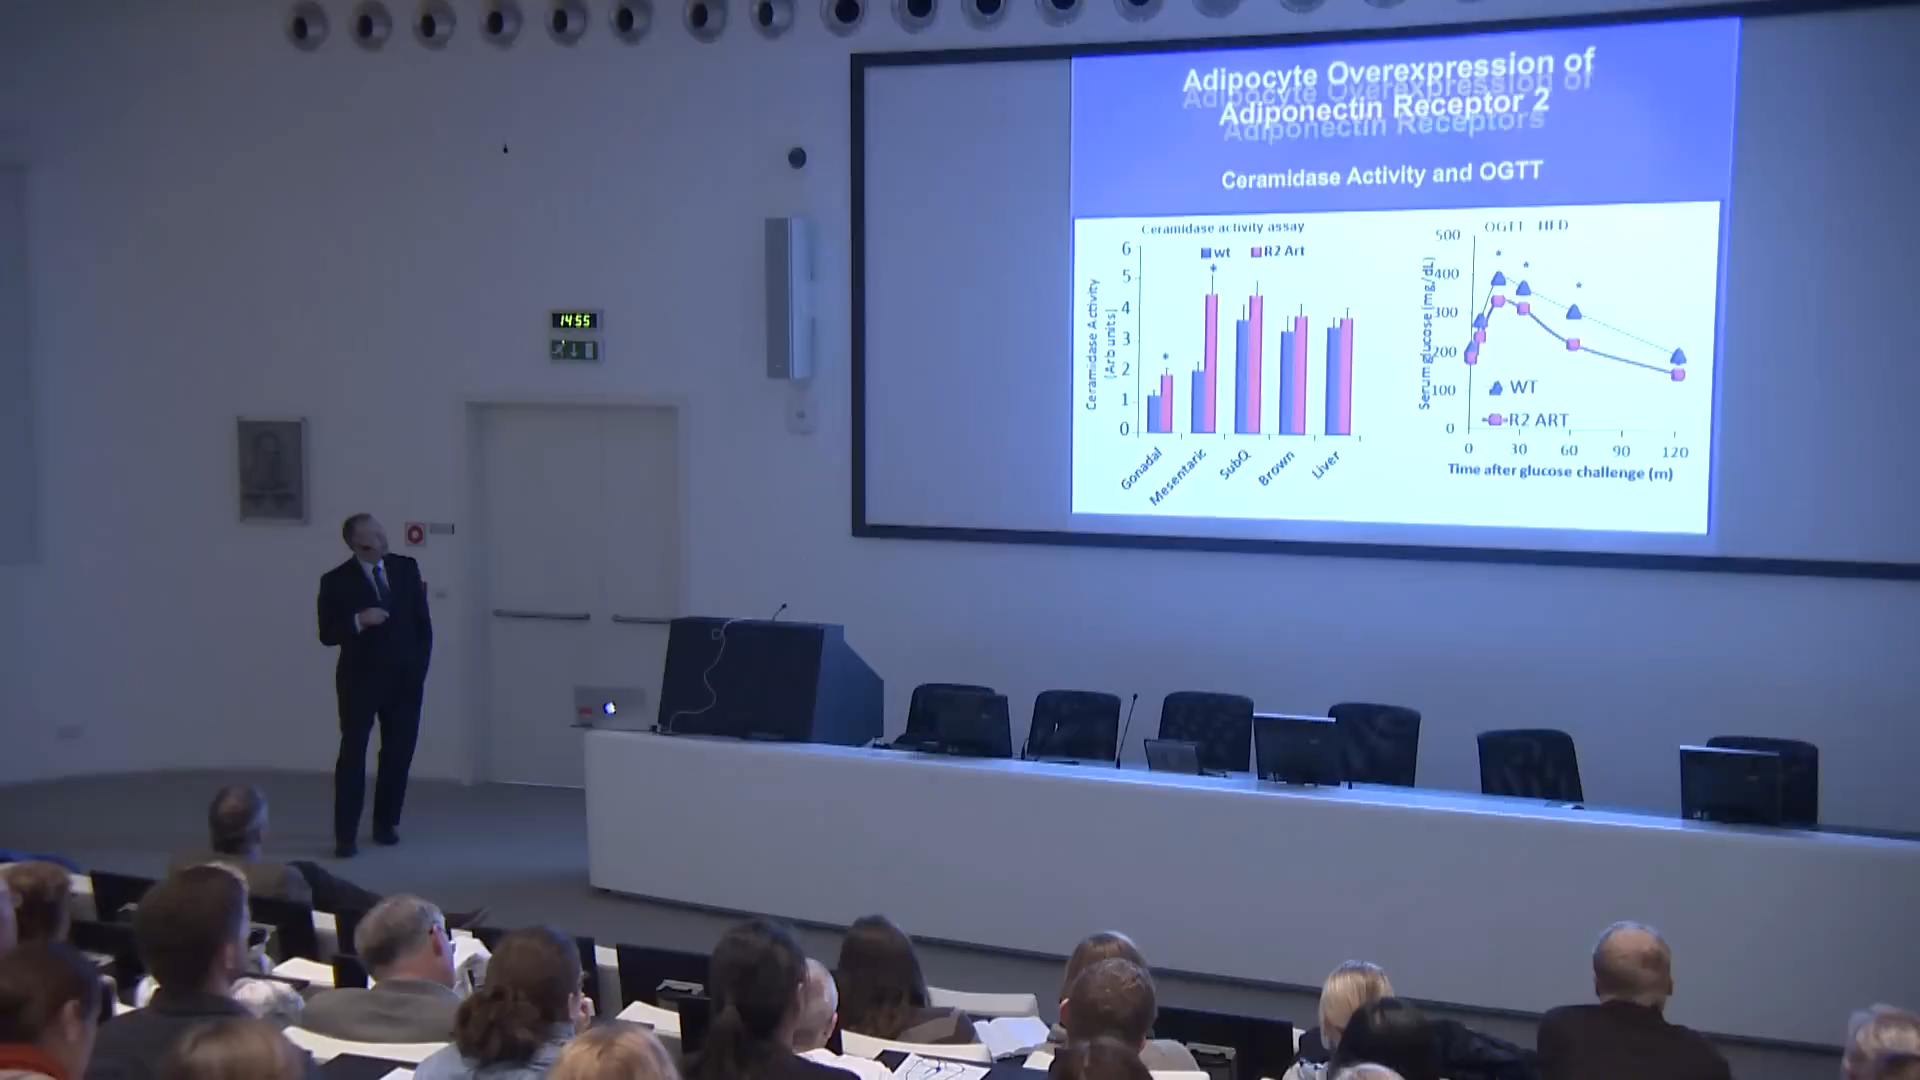 Adipocyte Overexpression of
Adiponectin Receptor 2
Ceramidase Activity and OGTT
Ceramidase activity assay
wt
R2 Art
Ceramidase Activity
(Arb units)
6
5
4
3
2
1
0
*
*
Gonadal
Mesentaric
SubQ
Brown
Liver
OGTT HFD
Serum glucose (mg/dL)
500
400
300
200
100
0
*
*
*
WT
R2 ART
0 30 60 90 120
Time after glucose challenge (m)
14 55